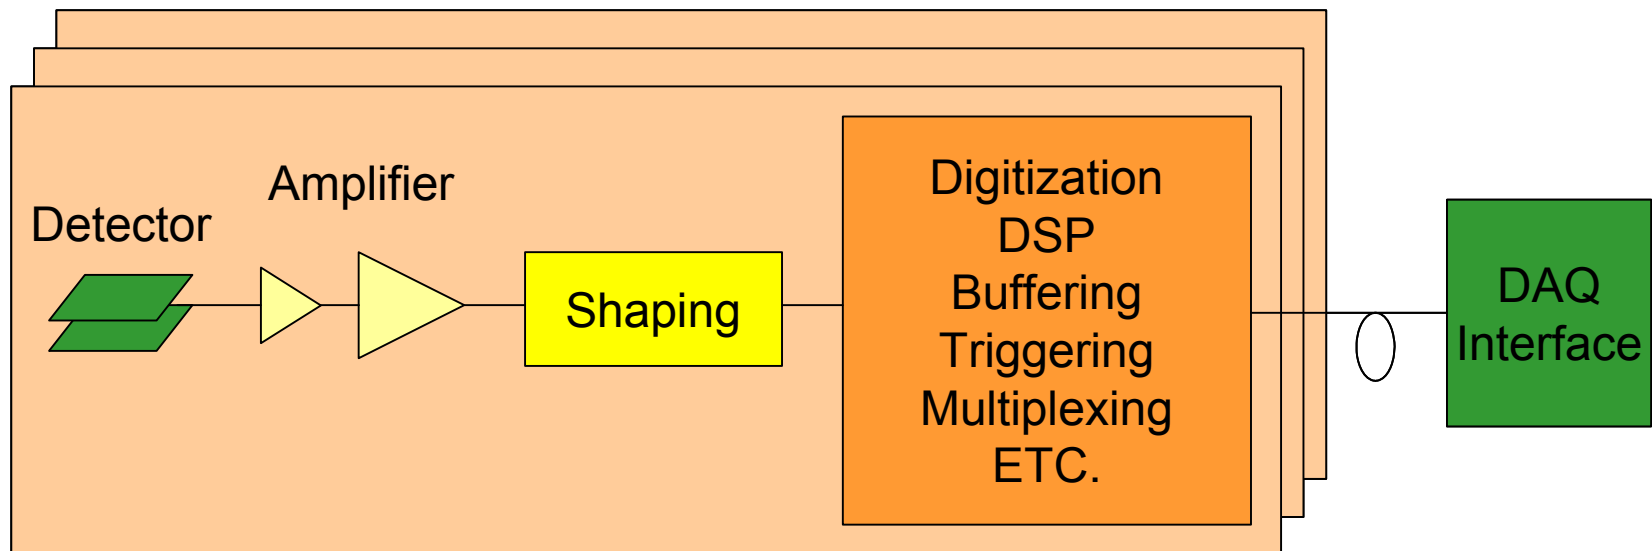 Detector
Amplifier
Shaping
Digitization
DSP
Buffering
Triggering
Multiplexing
ETC.
DAQ
Interface